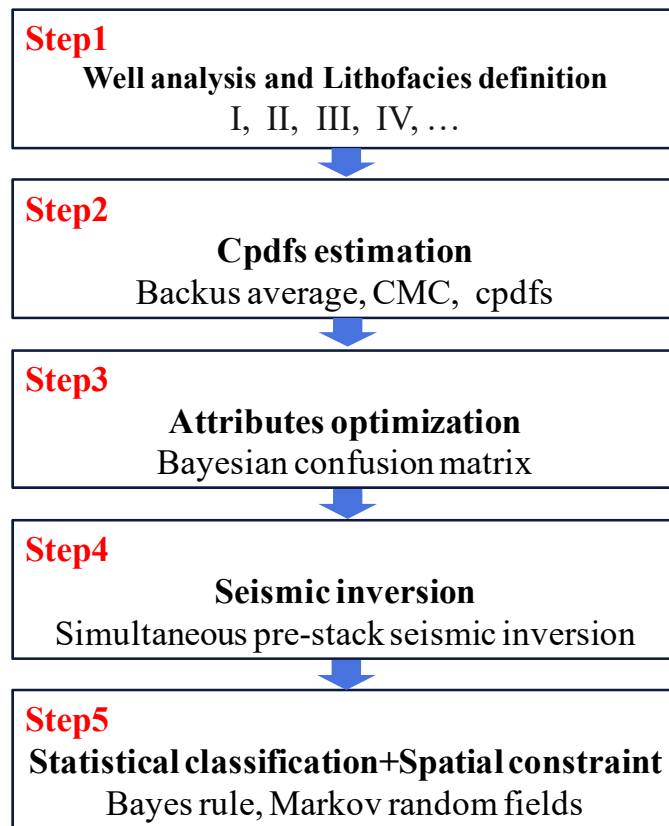 Step1
Well analysis and Lithofacies definition
I, II, III, IV, ...
Step2
Cpdfs estimation
Backus average, CMC, cpdfs
Step3
Attributes optimization
Bayesian confusion matrix
Step4
Seismic inversion
Simultaneous pre-stack seismic inversion
Step5
Statistical classification+Spatial constraint
Bayes rule, Markov random fields